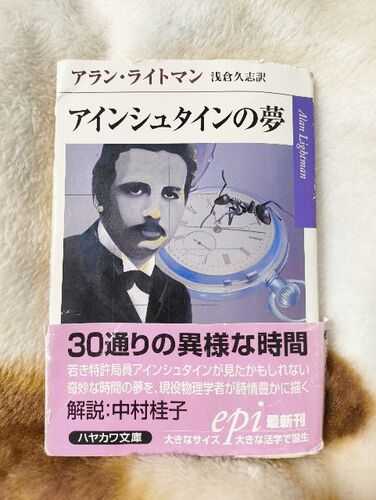 アラン・ライトマン 浅倉久志訳
アインシュタインの夢
Alan Lightman
30通りの異様な時間
若き特許局員アインシュタインが見たかもしれない
奇妙な時間の夢を、現役物理学者が詩情豊かに描く
解説:中村桂子
epi 最新刊
ハヤカワ文庫
大きなサイズ 大きな活字で誕生